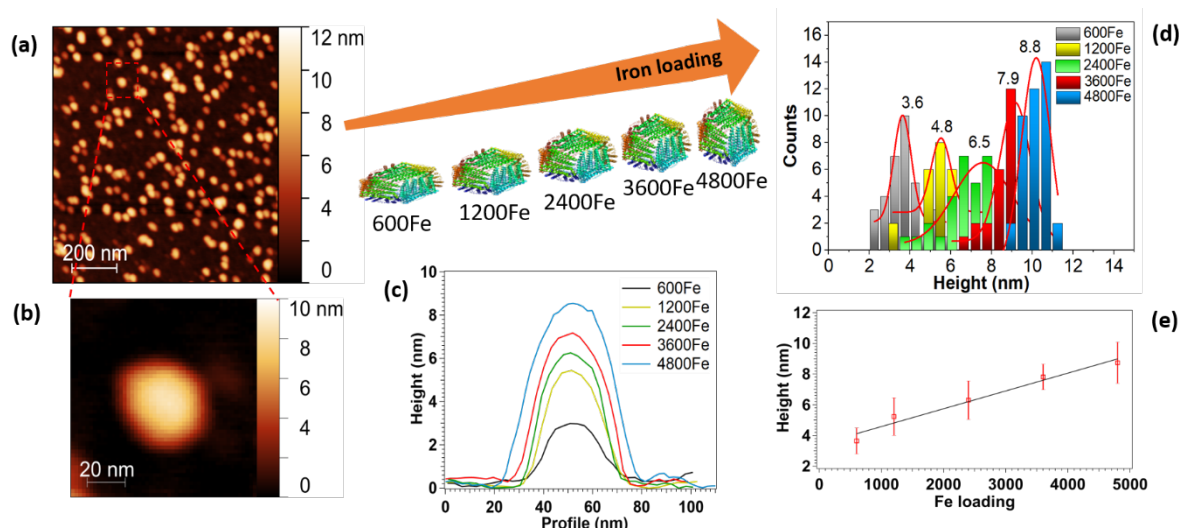 (a)
12 nm
10
8
6
4
2
0
200 nm
Iron loading
600Fe
1200Fe
2400Fe
3600Fe
4800Fe
(b)
10 nm
8
6
4
2
0
20 nm
(c)
10
8
6
4
2
0
Height (nm)
0 20 40 60 80 100
Profile (nm)
600Fe
1200Fe
2400Fe
3600Fe
4800Fe
(d)
16
14
12
10
8
6
4
2
0
Counts
0 2 4 6 8 10 12 14
Height (nm)
3.6
4.8
6.5
7.9
8.8
600Fe
1200Fe
2400Fe
3600Fe
4800Fe
(e)
12
10
8
6
4
2
Height (nm)
0 1000 2000 3000 4000 5000
Fe loading